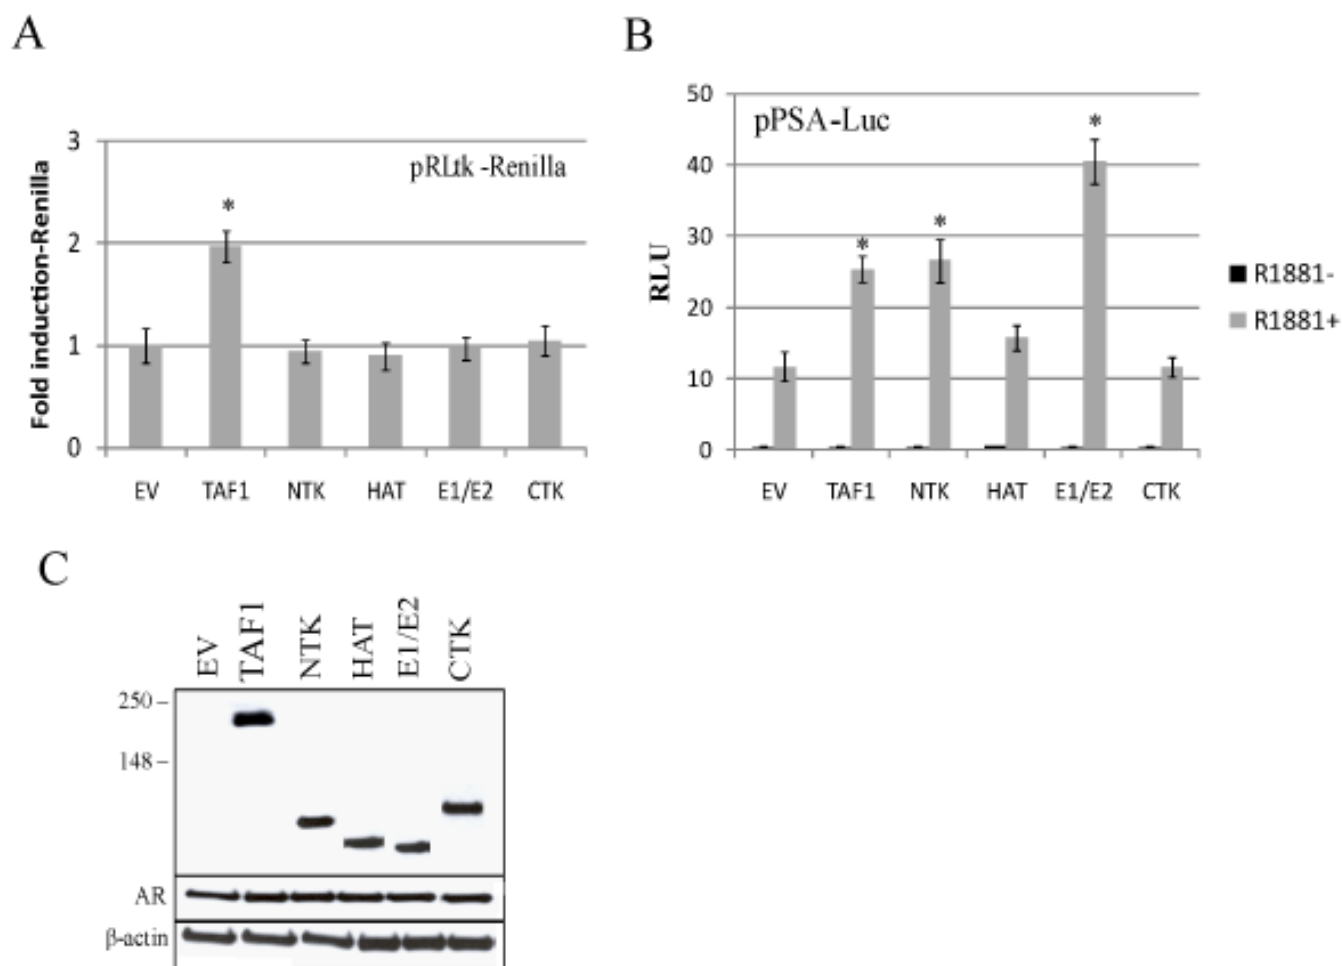 A
Fold induction-Renilla
3
2
1
0
pRLtk -Renilla
*
EV TAF1 NTK HAT E1/E2 CTK
B
RLU
50
40
30
20
10
0
pPSA-Luc
* * *
EV TAF1 NTK HAT E1/E2 CTK
R1881-
R1881+
C
EV TAF1 NTK HAT E1/E2 CTK
250 –
148 –
AR
β-actin